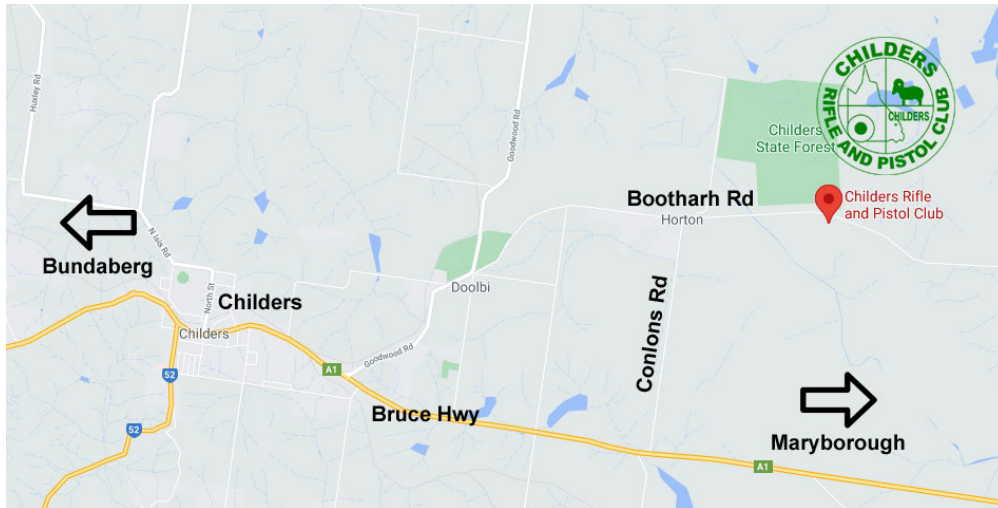 Huxley Rd
Goodwood Rd
CHILDERS
RIFLE AND PISTOL CLUB
CHILDERS
Childers
State Forest
Bootharh Rd
Horton
Childers Rifle
and Pistol Club
Bundaberg
N Isis Rd
North St
Childers
Childers
Doolbi
Goodwood Rd
A1
52
52
Conlons Rd
Bruce Hwy
Maryborough
A1